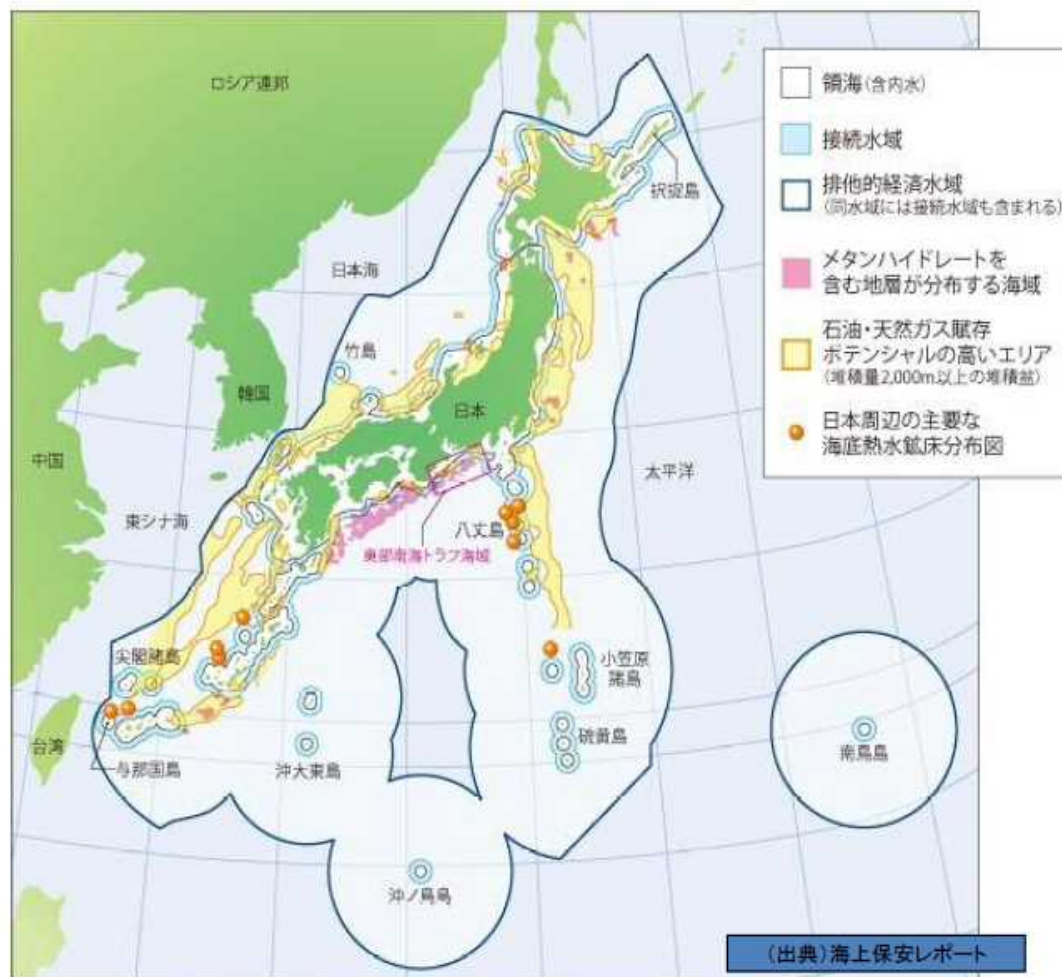 ロシア連邦
択捉島
日本海
竹島
韓国
日本
中国
太平洋
東シナ海
八丈島
東部南海トラフ海域
尖閣諸島
小笠原
諸島
硫黄島
台湾
与那国島
沖大東島
南鳥島
沖ノ鳥島
領海(含内水)
接続水域
排他的経済水域
(同水域には接続水域も含まれる)
メタンハイドレートを
含む地層が分布する海域
石油・天然ガス賦存
ポテンシャルの高いエリア
(堆積量2,000m以上の堆積盆)
日本周辺の主要な
海底熱水鉱床分布図
(出典)海上保安レポート